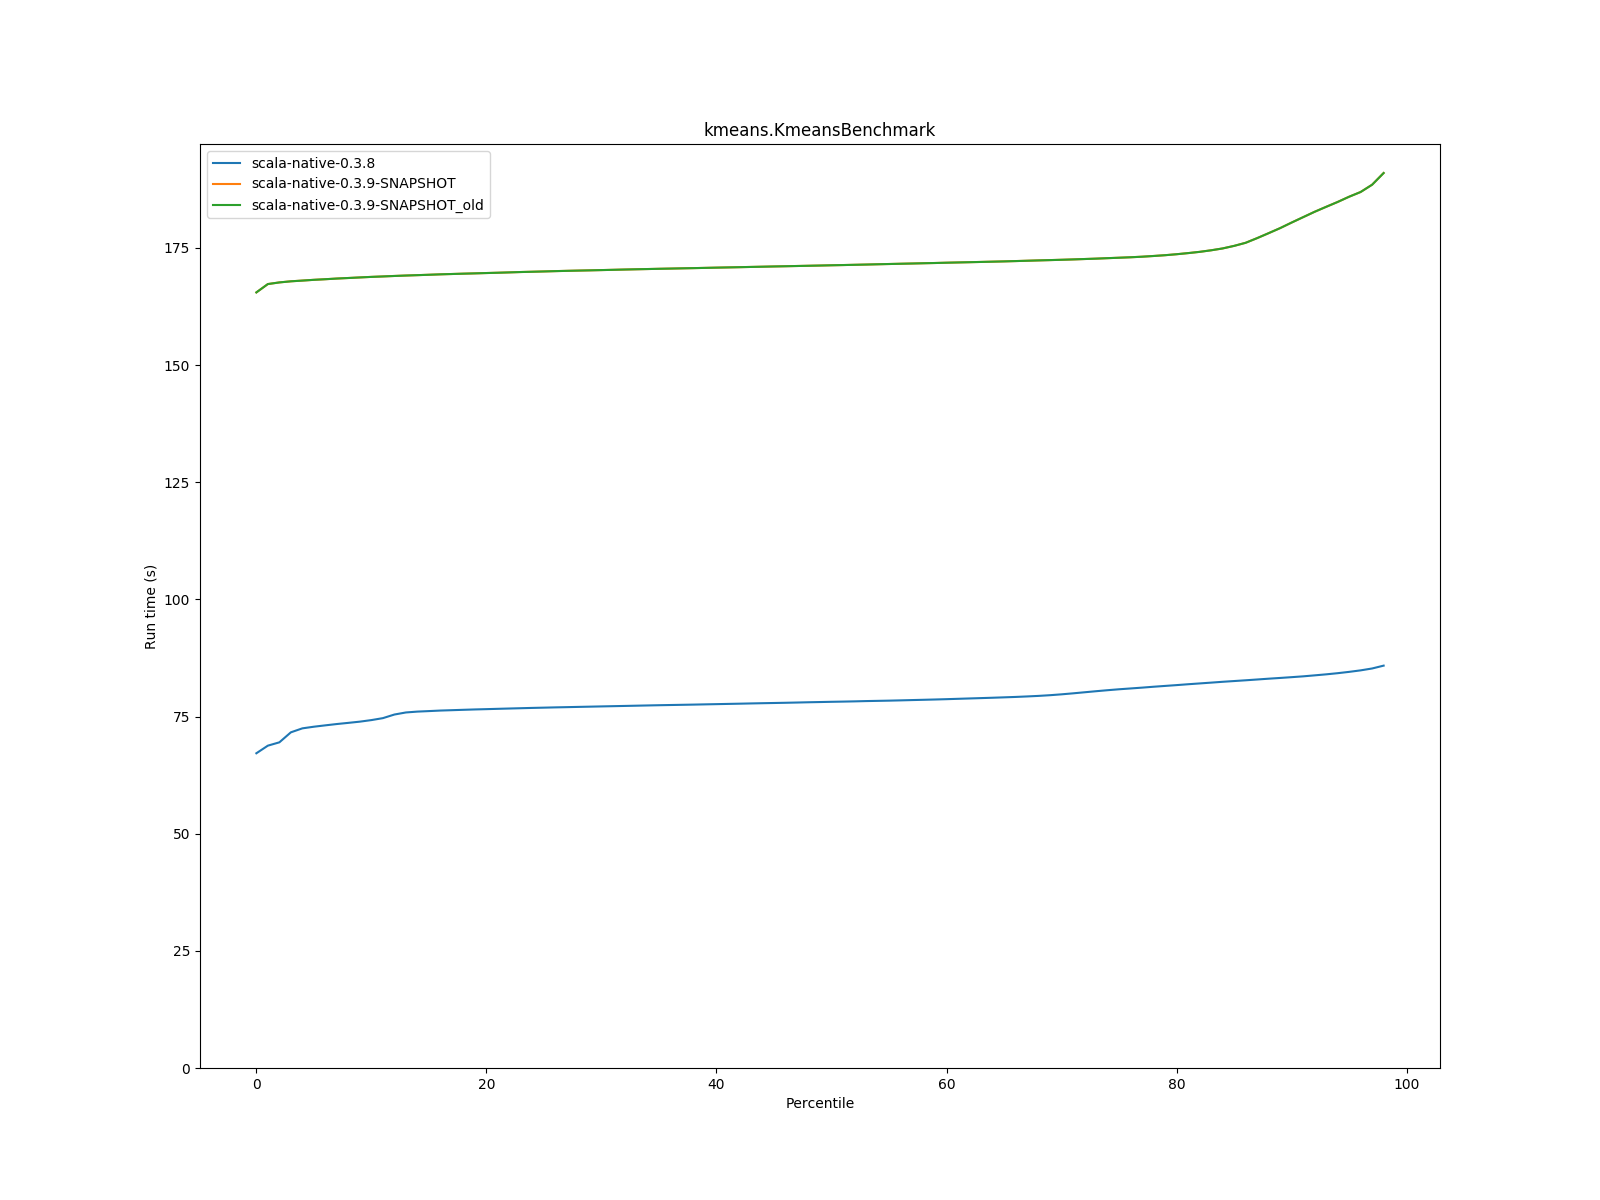 kmeans.KmeansBenchmark
scala-native-0.3.8
scala-native-0.3.9-SNAPSHOT
scala-native-0.3.9-SNAPSHOT_old
175
150
125
100
75
50
25
0
Run time (s)
0 20 40 60 80 100
Percentile